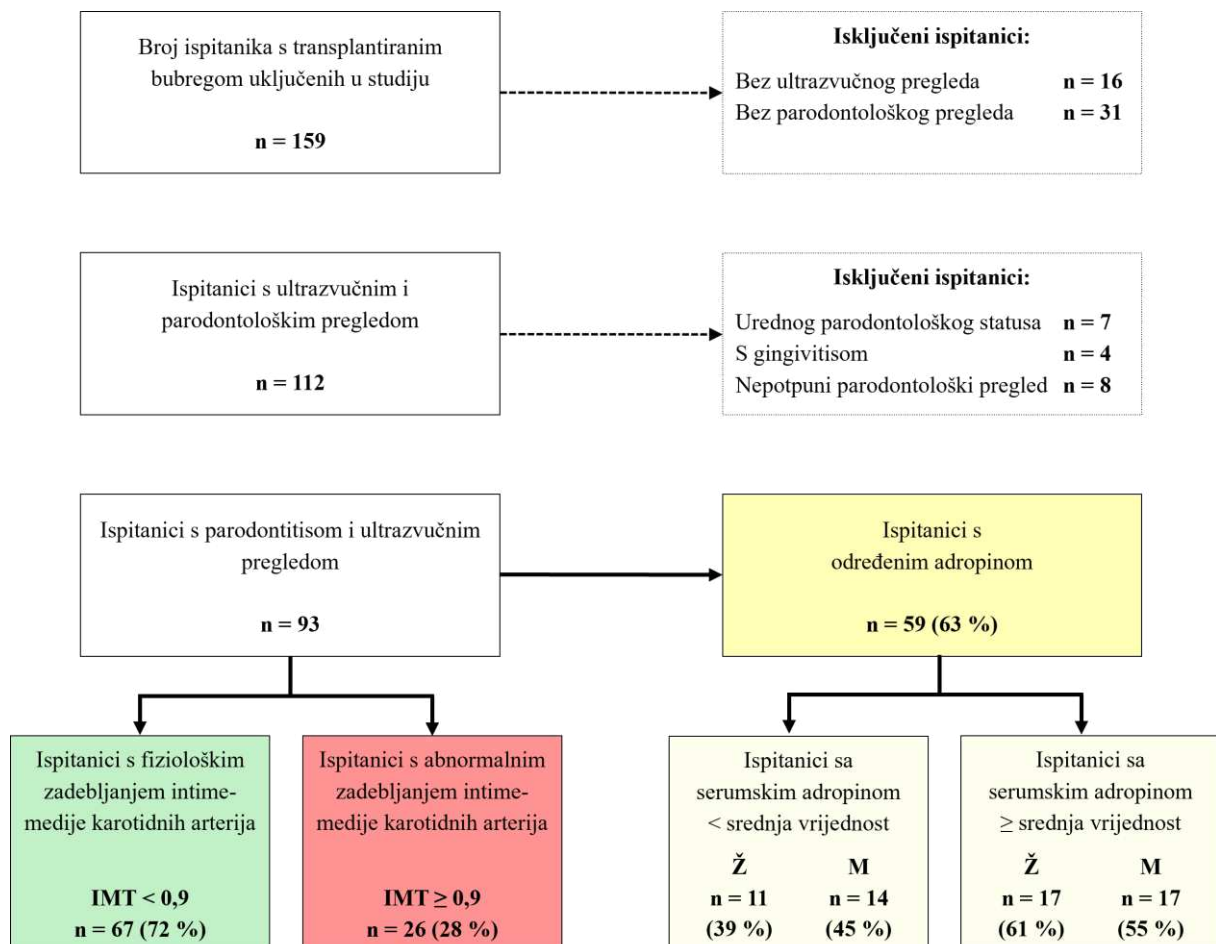 Broj ispitanika s transplantiranim
bubregom uključenih u studiju
n = 159
Isključeni ispitanici:
Bez ultrazvučnog pregleda n = 16
Bez parodontološkog pregleda n = 31
Ispitanici s ultrazvučnim i
parodontološkim pregledom
n = 112
Isključeni ispitanici:
Urednog parodontološkog statusa n = 7
S gingivitisom n = 4
Nepotpuni parodontološki pregled n = 8
Ispitanici s parodontitisom i ultrazvučnim
pregledom
n = 93
Ispitanici s
određenim adropinom
n = 59 (63 %)
Ispitanici s fiziološkim
zadebljanjem intime-
medije karotidnih arterija
IMT < 0,9
n = 67 (72 %)
Ispitanici s abnormalnim
zadebljanjem intime-
medije karotidnih arterija
IMT ≥ 0,9
n = 26 (28 %)
Ispitanici sa
serumskim adropinom
< srednja vrijednost
Ž M
n = 11 n = 14
(39 %) (45 %)
Ispitanici sa
serumskim adropinom
≥ srednja vrijednost
Ž M
n = 17 n = 17
(61 %) (55 %)